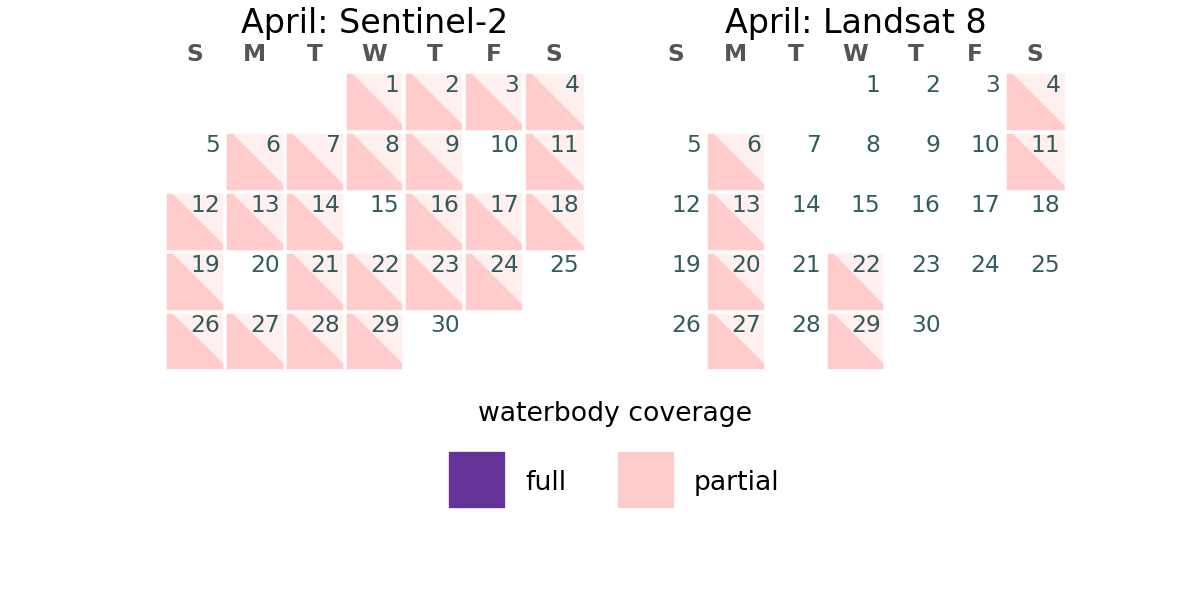 April: Sentinel-2
S M T W T F S
1 2 3 4
5 6 7 8 9 10 11
12 13 14 15 16 17 18
19 20 21 22 23 24 25
26 27 28 29 30
April: Landsat 8
S M T W T F S
1 2 3 4
5 6 7 8 9 10 11
12 13 14 15 16 17 18
19 20 21 22 23 24 25
26 27 28 29 30
waterbody coverage
full partial